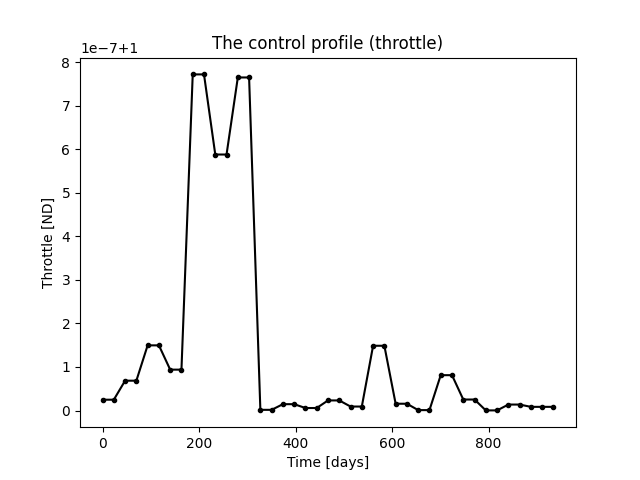 The control profile (throttle)
1e−7+1
8
7
6
5
4
3
2
1
0
Throttle [ND]
0 200 400 600 800
Time [days]